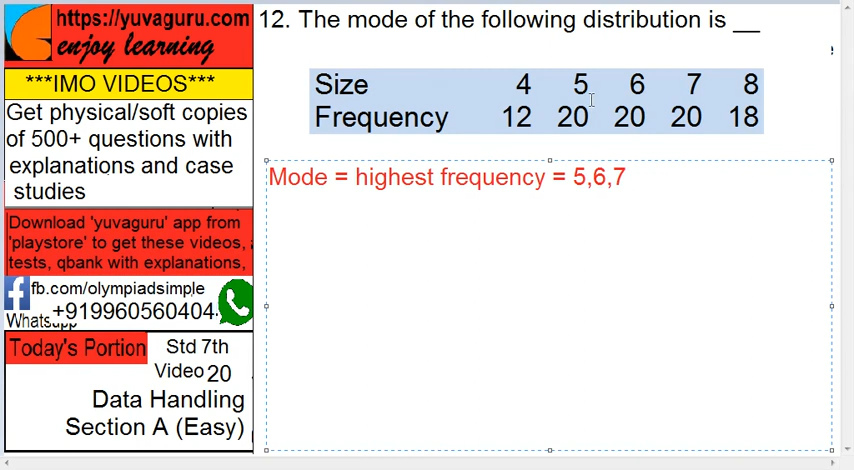 https://yuvaguru.com
enjoy learning
***IMO VIDEOS***
Get physical/soft copies
of 500+ questions with
explanations and case
studies
Download 'yuvaguru' app from
'playstore' to get these videos,
tests, qbank with explanations,
fb.com/olympiadsimple
+919960560404
Whatsapp
Today's Portion
Std 7th
Video 20
Data Handling
Section A (Easy)
12. The mode of the following distribution is __
Size 4 5 6 7 8
Frequency 12 20 20 20 18
Mode = highest frequency = 5,6,7